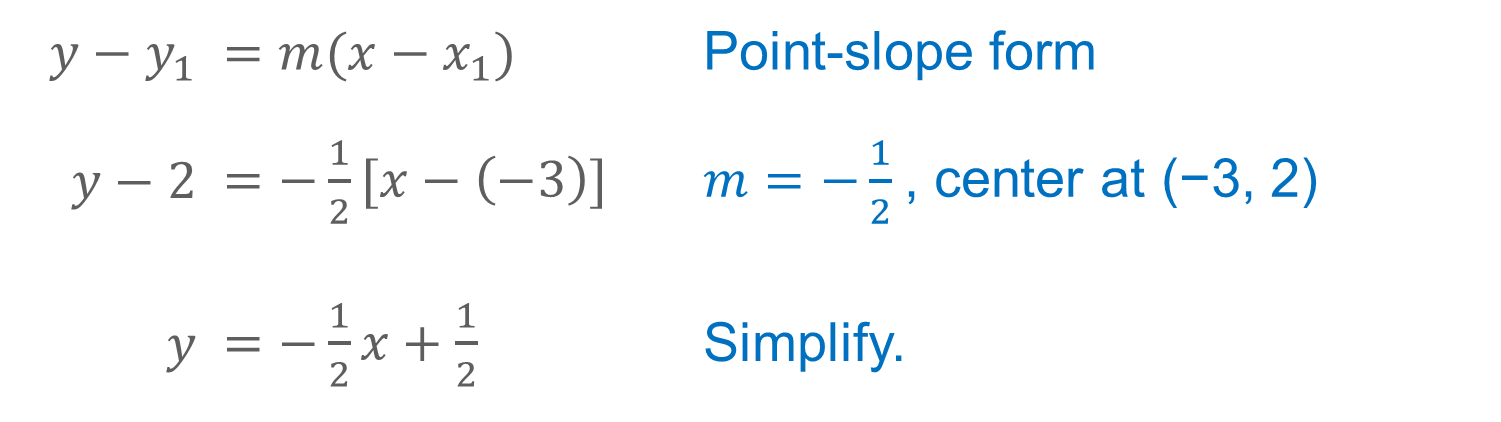 y − y₁ = m(x − x₁) Point-slope form
y − 2 = −1/2[x − (−3)] m = −1/2, center at (−3, 2)
y = −1/2x + 1/2 Simplify.